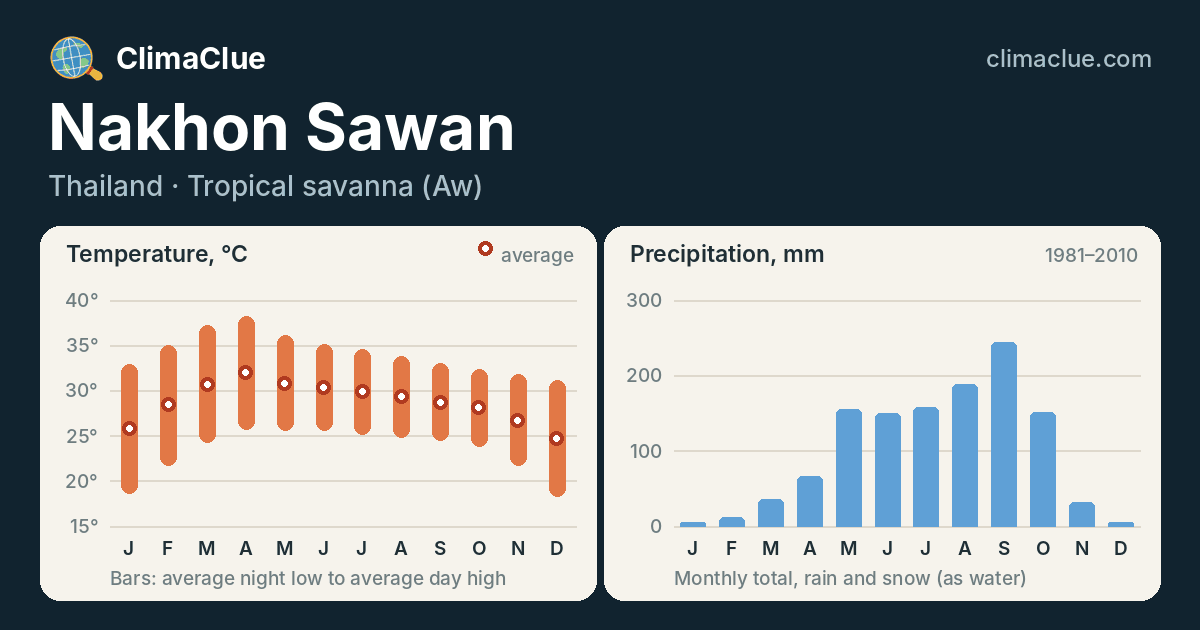 ClimaClue
climaclue.com
Nakhon Sawan
Thailand · Tropical savanna (Aw)
Temperature, °C
average
40°
35°
30°
25°
20°
15°
J F M A M J J A S O N D
Bars: average night low to average day high
Precipitation, mm
1981–2010
300
200
100
0
J F M A M J J A S O N D
Monthly total, rain and snow (as water)